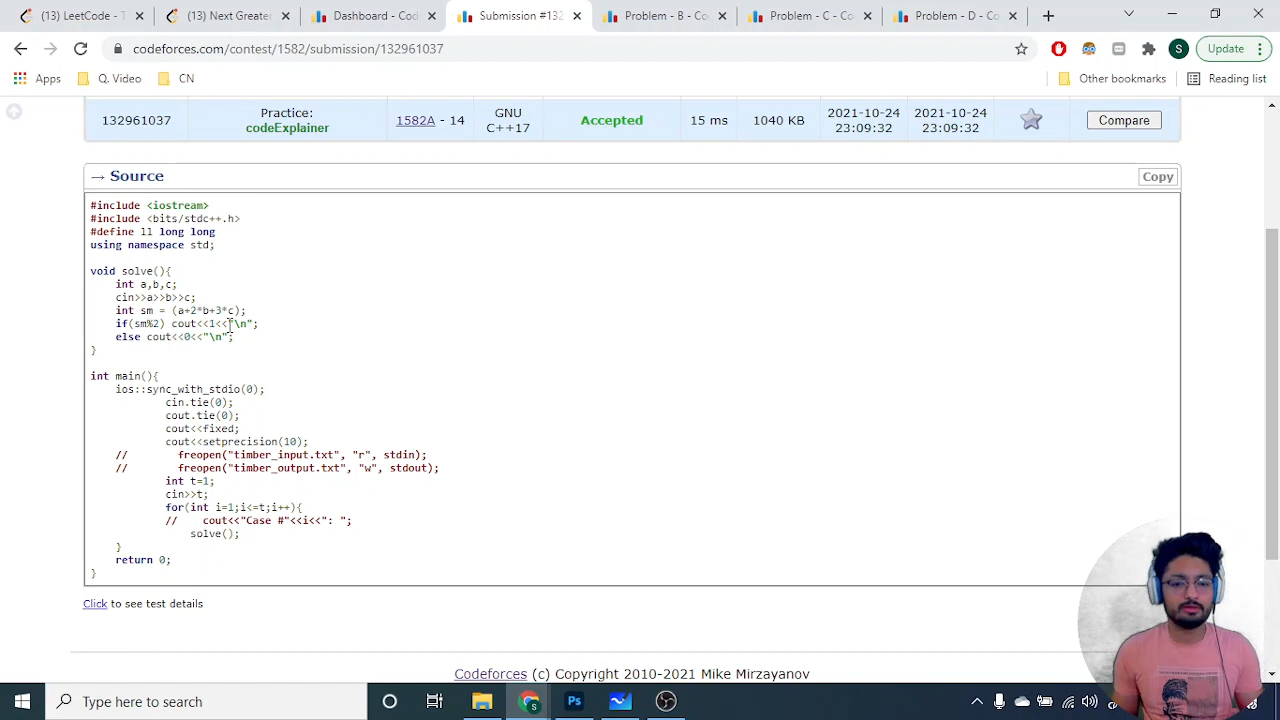 (13) LeetCode - T
(13) Next Greater
Dashboard - Cod
Submission #132
Problem - B - Co
Problem - C - Co
Problem - D - Co
codeforces.com/contest/1582/submission/132961037
S
Update
Apps
Q. Video
CN
Other bookmarks
Reading list
132961037
Practice:
codeExplainer
1582A - 14
GNU
C++17
Accepted
15 ms
1040 KB
2021-10-24
23:09:32
2021-10-24
23:09:32
Compare
→ Source
Copy
#include <iostream>
#include <bits/stdc++.h>
#define ll long long
using namespace std;
void solve(){
int a,b,c;
cin>>a>>b>>c;
int sm = (a+2*b+3*c);
if(sm%2) cout<<1<<"\n";
else cout<<0<<"\n";
}
int main(){
ios::sync_with_stdio(0);
cin.tie(0);
cout.tie(0);
cout<<fixed;
cout<<setprecision(10);
// freopen("timber_input.txt", "r", stdin);
// freopen("timber_output.txt", "w", stdout);
int t=1;
cin>>t;
for(int i=1;i<=t;i++){
// cout<<"Case #"<<i<<": ";
solve();
}
return 0;
}
Click to see test details
Codeforces (c) Copyright 2010-2021 Mike Mirzayanov
Type here to search
Ps